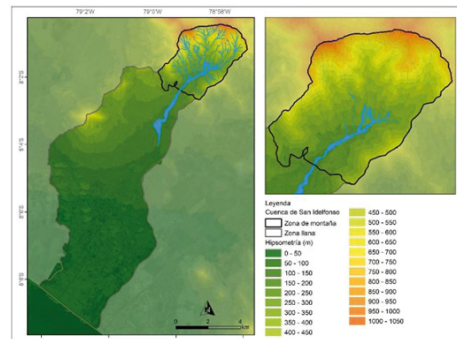 79°2'W 79°0'W 78°58'W
8°2'S
8°4'S
8°6'S
8°8'S
0 2 4
Leyenda
Cuenca de San Idelfonso
Zona de montaña
Zona llana
Hipsometría (m)
0 - 50
50 - 100
100 - 150
150 - 200
200 - 250
250 - 300
300 - 350
350 - 400
400 - 450
450 - 500
500 - 550
550 - 600
600 - 650
650 - 700
700 - 750
750 - 800
800 - 850
850 - 900
900 - 950
950 - 1000
1000 - 1050